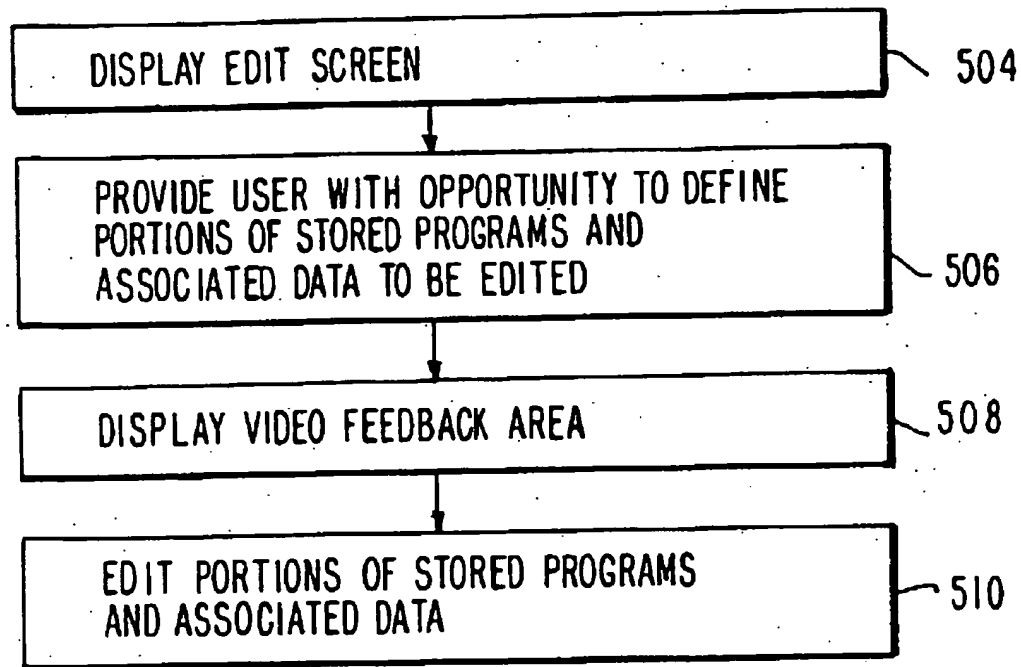 DISPLAY EDIT SCREEN
504
PROVIDE USER WITH OPPORTUNITY TO DEFINE
PORTIONS OF STORED PROGRAMS AND
ASSOCIATED DATA TO BE EDITED
506
DISPLAY VIDEO FEEDBACK AREA
508
EDIT PORTIONS OF STORED PROGRAMS
AND ASSOCIATED DATA
510